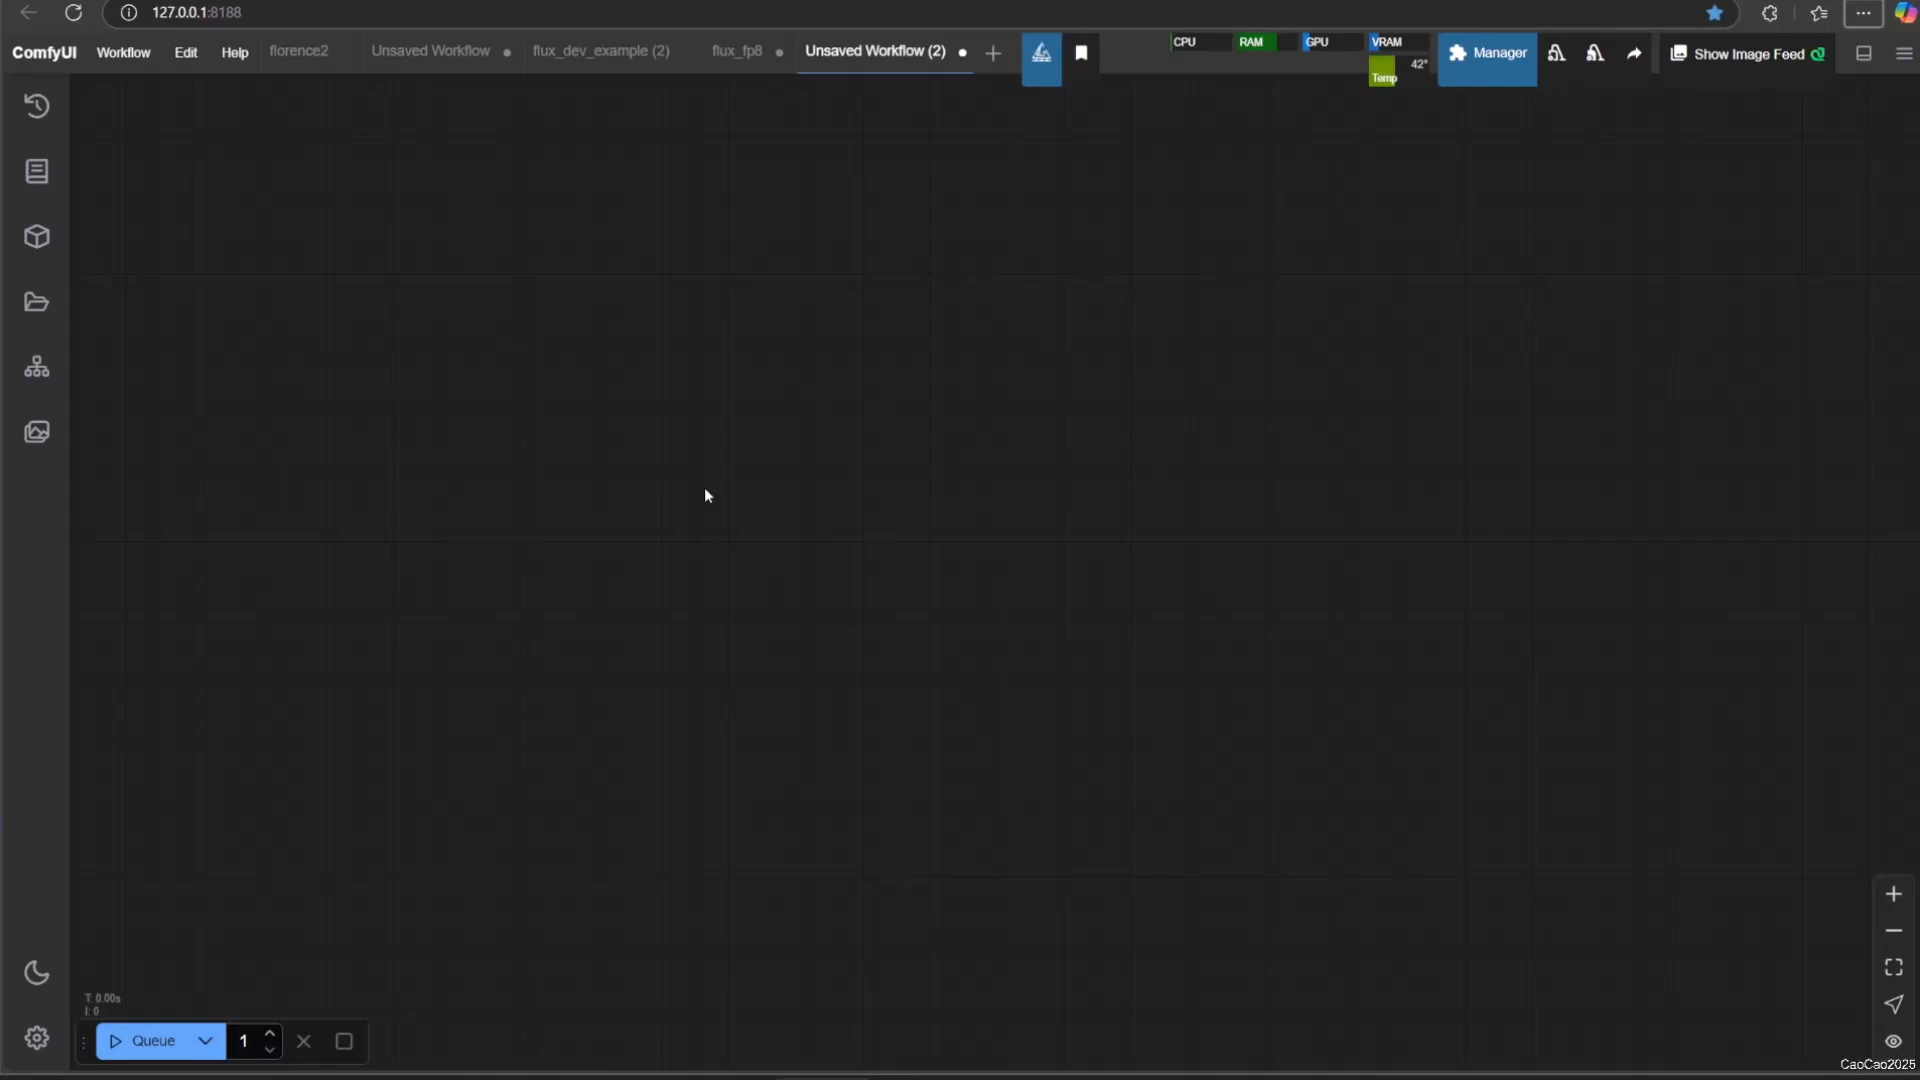 127.0.0.1:8188
ComfyUI Workflow Edit Help florence2 Unsaved Workflow flux_dev_example (2) flux_fp8 Unsaved Workflow (2) CPU RAM GPU VRAM Manager Show Image Feed
Temp 42°
T: 0.00s
I: 0
Queue 1
CaoCao2025